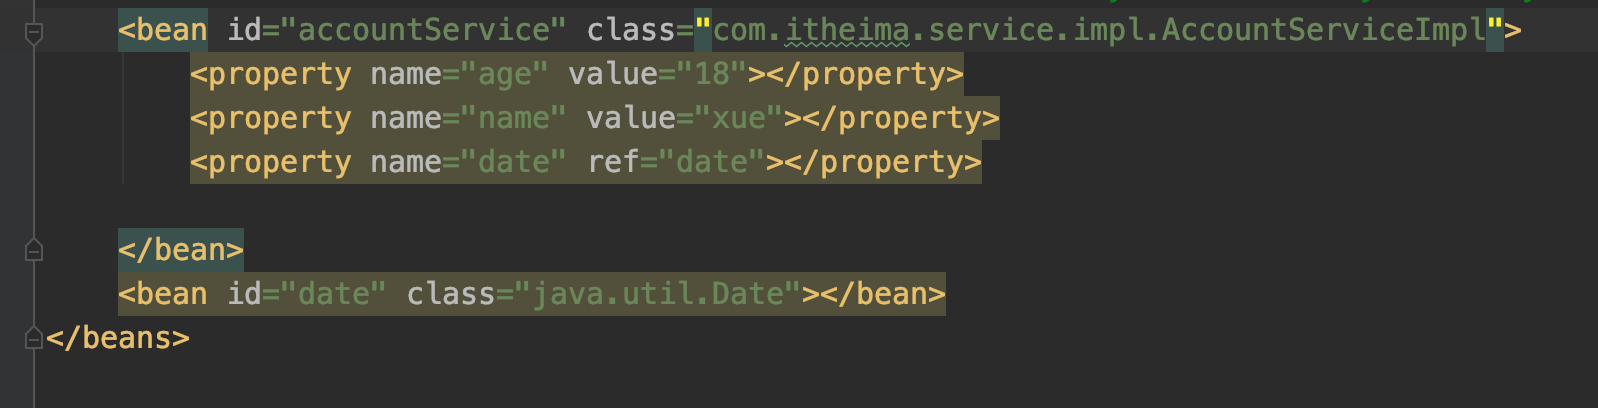 <bean id="accountService" class="com.itheima.service.impl.AccountServiceImpl">
<property name="age" value="18"></property>
<property name="name" value="xue"></property>
<property name="date" ref="date"></property>
</bean>
<bean id="date" class="java.util.Date"></bean>
</beans>